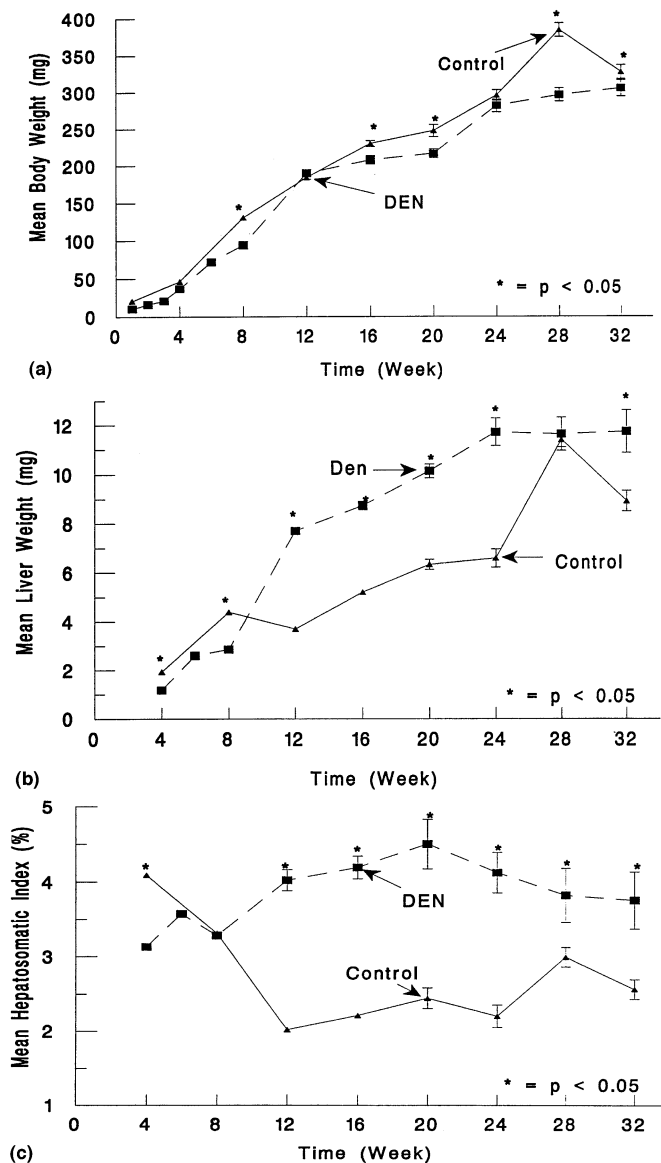 Mean Body Weight (mg)
400
350
300
250
200
150
100
50
0
*
*
*
*
*
Control
DEN
* = p < 0.05
0 4 8 12 16 20 24 28 32
(a)
Time (Week)
Mean Liver Weight (mg)
12
10
8
6
4
2
0
*
*
*
*
*
*
*
Den
Control
* = p < 0.05
0 4 8 12 16 20 24 28 32
(b)
Time (Week)
Mean Hepatosomatic Index (%)
5
4
3
2
1
*
*
*
*
*
*
*
DEN
Control
* = p < 0.05
0 4 8 12 16 20 24 28 32
(c)
Time (Week)